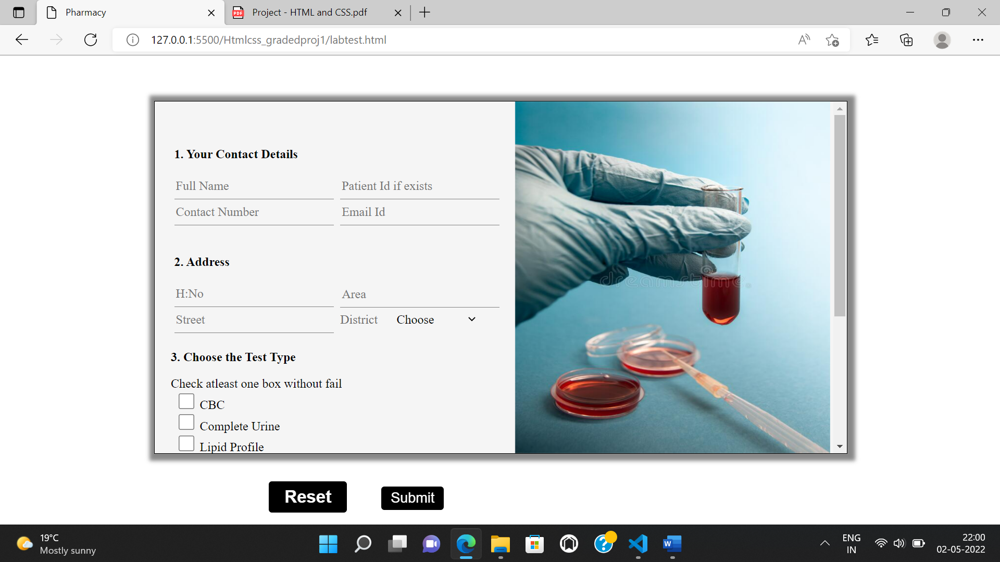 Pharmacy
Project - HTML and CSS.pdf
127.0.0.1:5500/Htmlcss_gradedproj1/labtest.html
1. Your Contact Details
Full Name Patient Id if exists
Contact Number Email Id
2. Address
H:No Area
Street District Choose
3. Choose the Test Type
Check atleast one box without fail
CBC
Complete Urine
Lipid Profile
dreamstime.
Reset Submit
19°C
Mostly sunny
ENG
IN
22:00
02-05-2022
PDF
W